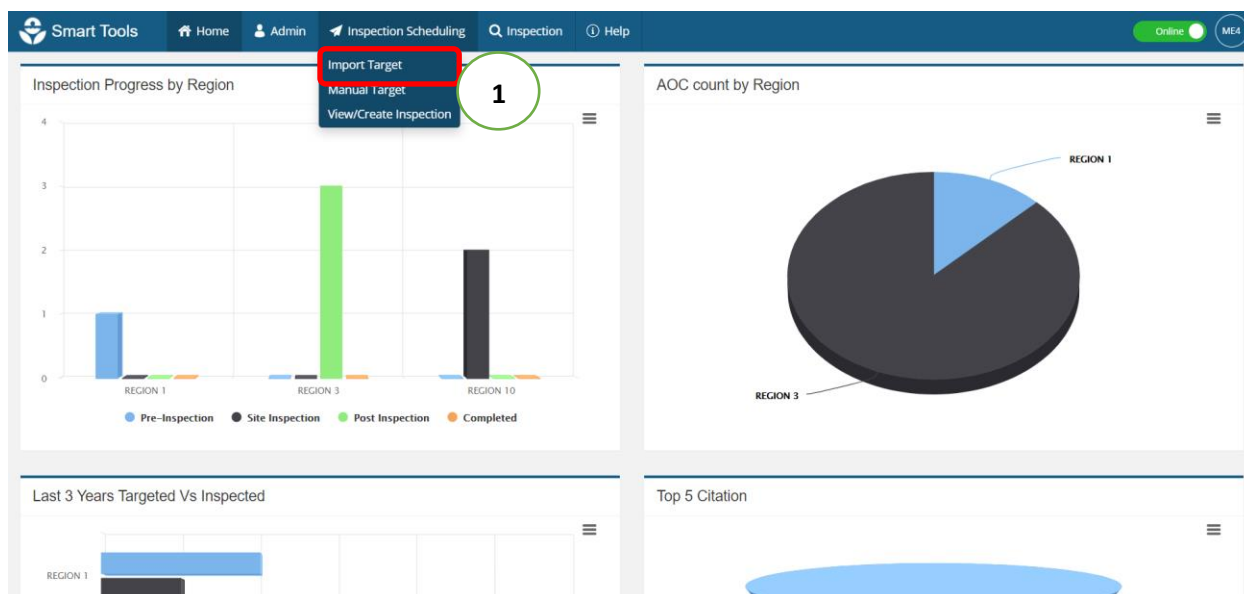 Smart Tools Home Admin Inspection Scheduling Inspection Help Online ME4
Import Target
Manual Target
View/Create Inspection
1
Inspection Progress by Region
4
3
2
1
0
REGION 1 REGION 3 REGION 10
Pre-Inspection Site Inspection Post Inspection Completed
AOC count by Region
REGION 1
REGION 3
Last 3 Years Targeted Vs Inspected
REGION 1
Top 5 Citation